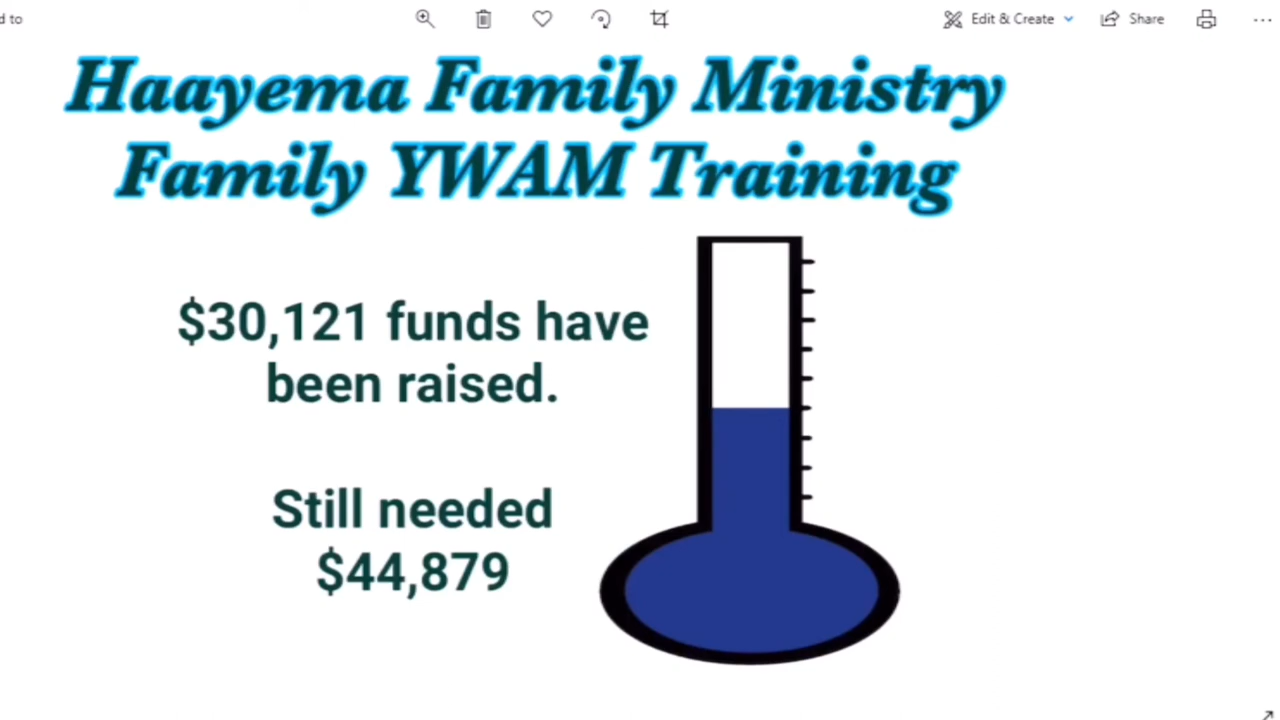 d to
Edit & Create
Share
Haayema Family Ministry
Family YWAM Training
$30,121 funds have
been raised.
Still needed
$44,879